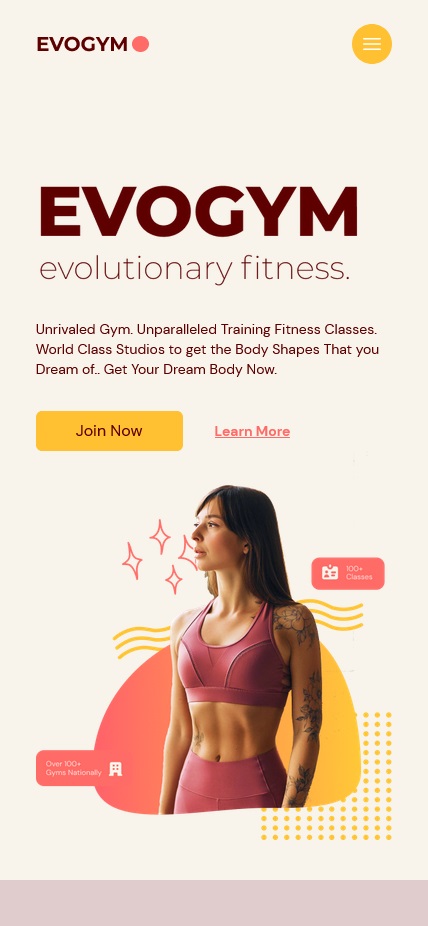 EVOGYM
EVOGYM
evolutionary fitness.
Unrivaled Gym. Unparalleled Training Fitness Classes.
World Class Studios to get the Body Shapes That you
Dream of.. Get Your Dream Body Now.
Join Now
Learn More
100+
Classes
Over 100+
Gyms Nationally